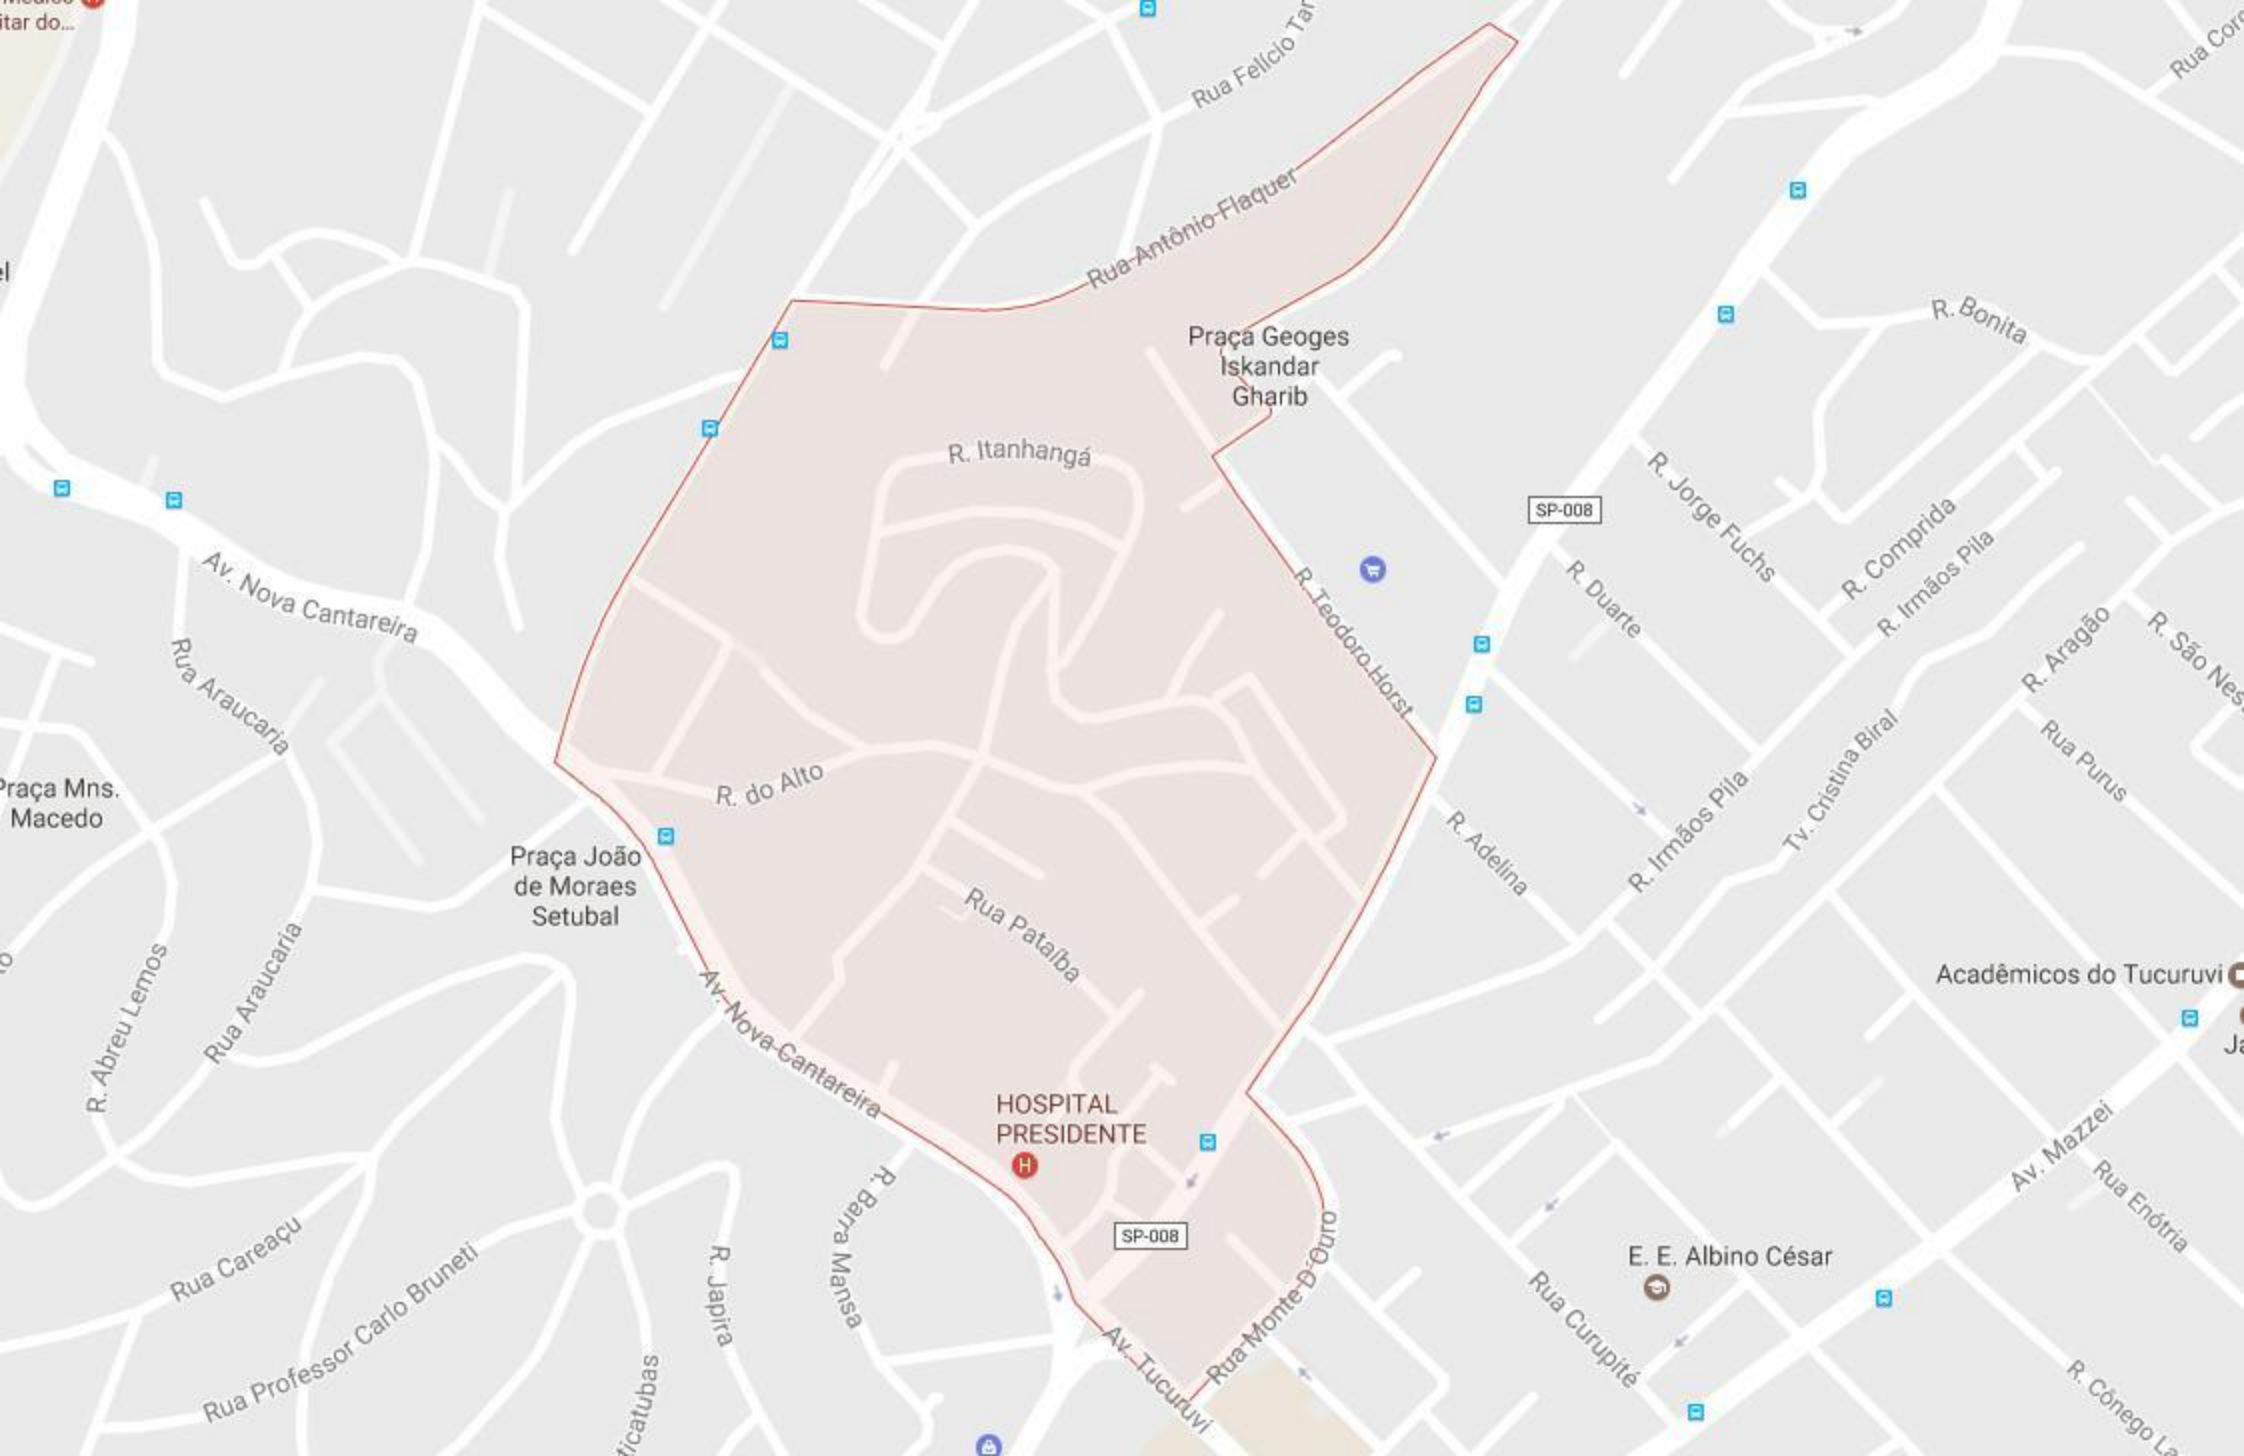 itar do...
Rua Felício Tar
Rua Antônio Flaquer
Praça Geoges
Iskandar
Gharib
R. Bonita
R. Itanhangá
SP-008
R. Jorge Fuchs
R. Comprida
R. Irmãos Pila
R. Duarte
R. Teodoro Horst
R. Aragão
R. São Nes
Av. Nova Cantareira
Rua Araucaria
Praça Mns.
Macedo
R. do Alto
Rua Purus
Tv. Cristina Biral
R. Irmãos Pila
R. Adelina
Praça João
de Moraes
Setubal
Rua Pataíba
Rua Araucaria
R. Abreu Lemos
Av. Nova Cantareira
Acadêmicos do Tucuruvi
HOSPITAL
PRESIDENTE
H
Av. Mazzei
Rua Enótria
R. Barra Mansa
SP-008
Rua Monte D'Ouro
E. E. Albino César
Rua Careaçu
Rua Professor Carlo Bruneti
R. Japira
ticatubas
Av. Tucuruvi
Rua Curupité
R. Cônego La